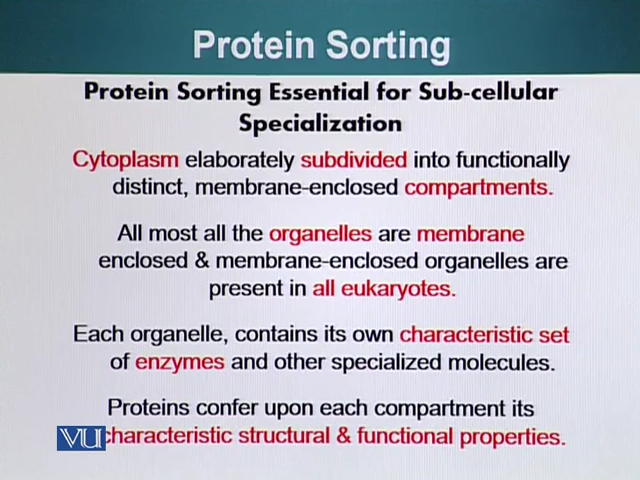 Protein Sorting
Protein Sorting Essential for Sub-cellular
Specialization
Cytoplasm elaborately subdivided into functionally
distinct, membrane-enclosed compartments.
All most all the organelles are membrane
enclosed & membrane-enclosed organelles are
present in all eukaryotes.
Each organelle, contains its own characteristic set
of enzymes and other specialized molecules.
Proteins confer upon each compartment its
VU characteristic structural & functional properties.